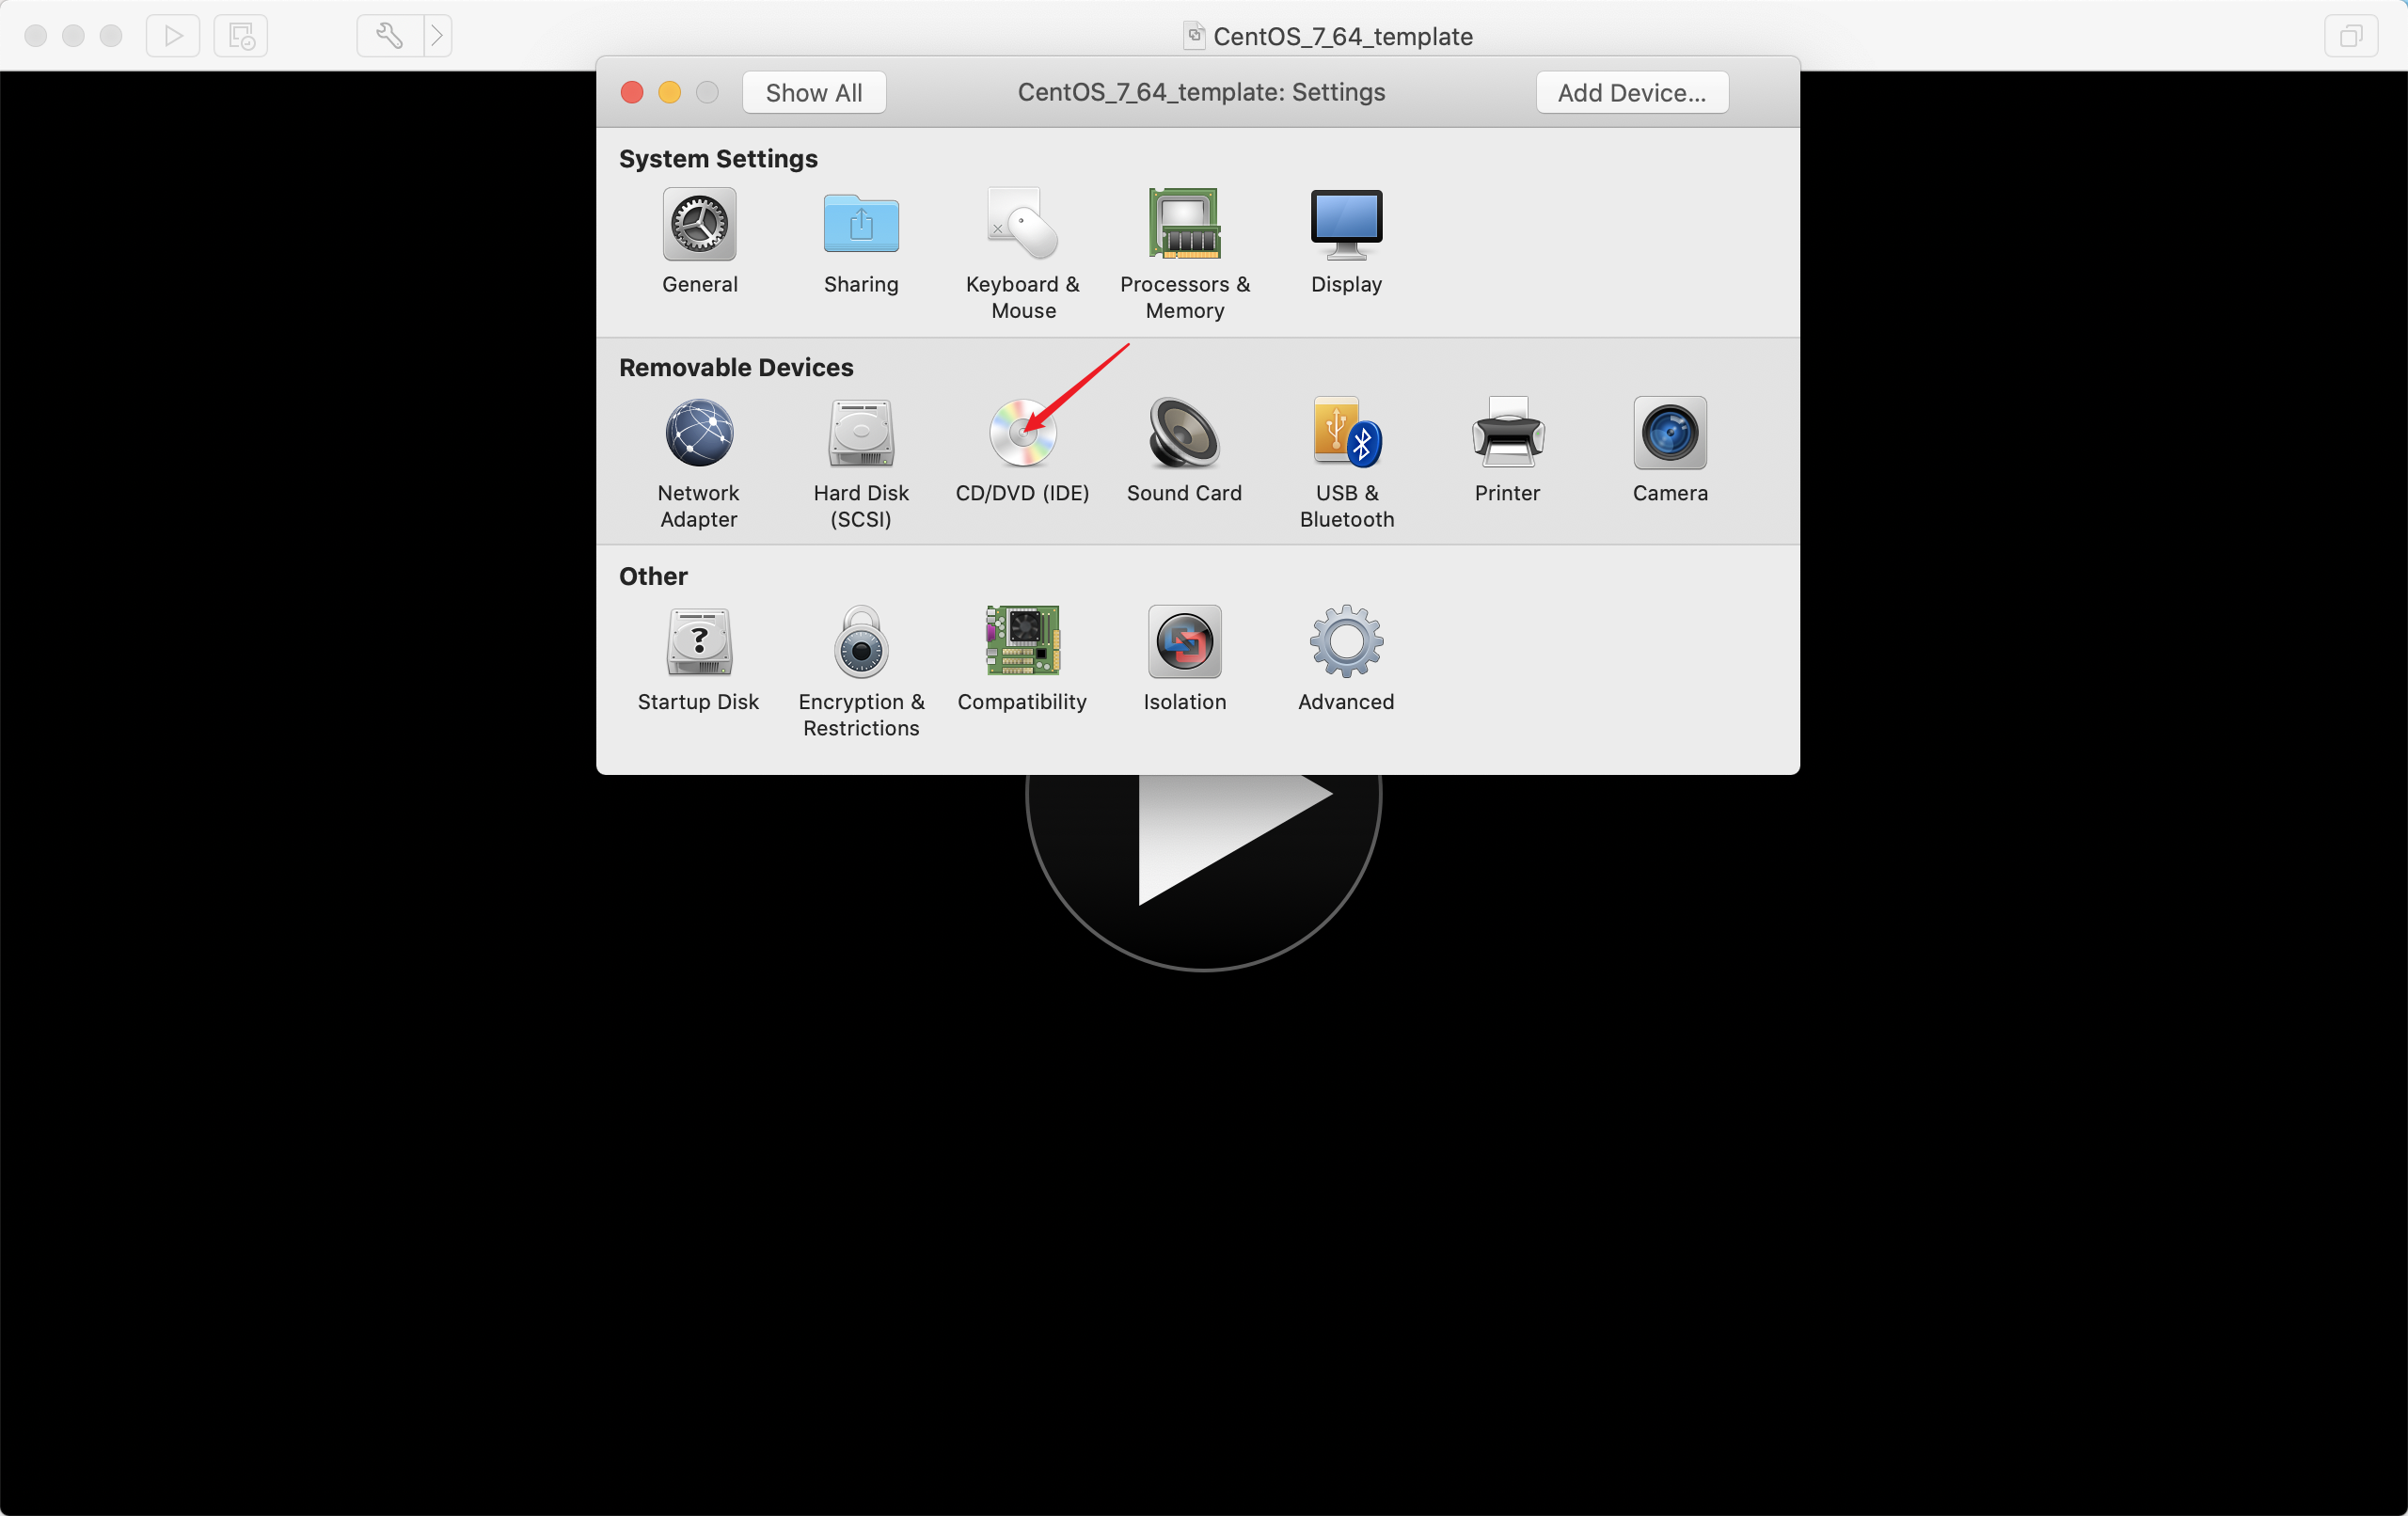 CentOS_7_64_template
Show All
CentOS_7_64_template: Settings
Add Device...
System Settings
General
Sharing
Keyboard &
Mouse
Processors &
Memory
Display
Removable Devices
Network
Adapter
Hard Disk
(SCSI)
CD/DVD (IDE)
Sound Card
USB &
Bluetooth
Printer
Camera
Other
?
Startup Disk
Encryption &
Restrictions
Compatibility
Isolation
Advanced